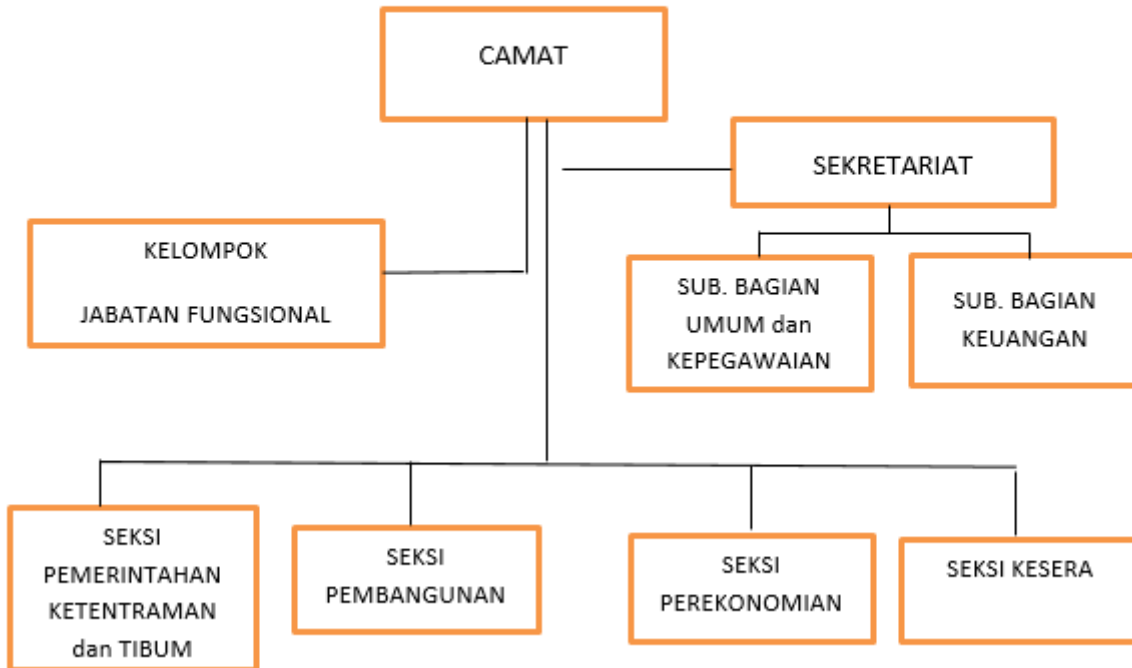 CAMAT
SEKRETARIAT
KELOMPOK
JABATAN FUNGSIONAL
SUB. BAGIAN
UMUM dan
KEPEGAWAIAN
SUB. BAGIAN
KEUANGAN
SEKSI
PEMERINTAHAN
KETENTRAMAN
dan TIBUM
SEKSI
PEMBANGUNAN
SEKSI
PEREKONOMIAN
SEKSI KESERA